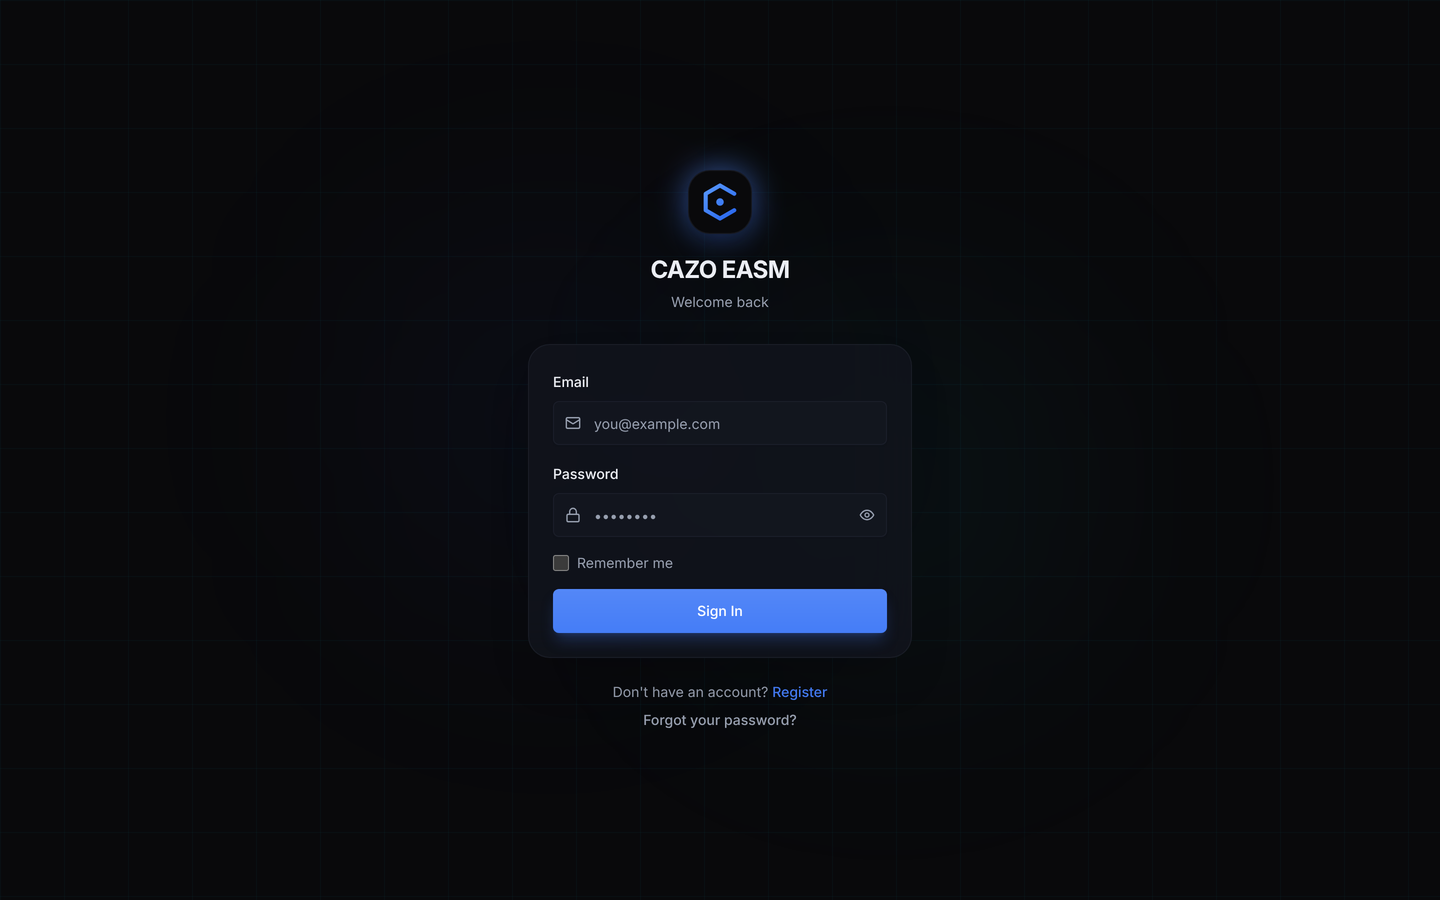 CAZO EASM
Welcome back
Email
you@example.com
Password
••••••••
Remember me
Sign In
Don't have an account? Register
Forgot your password?